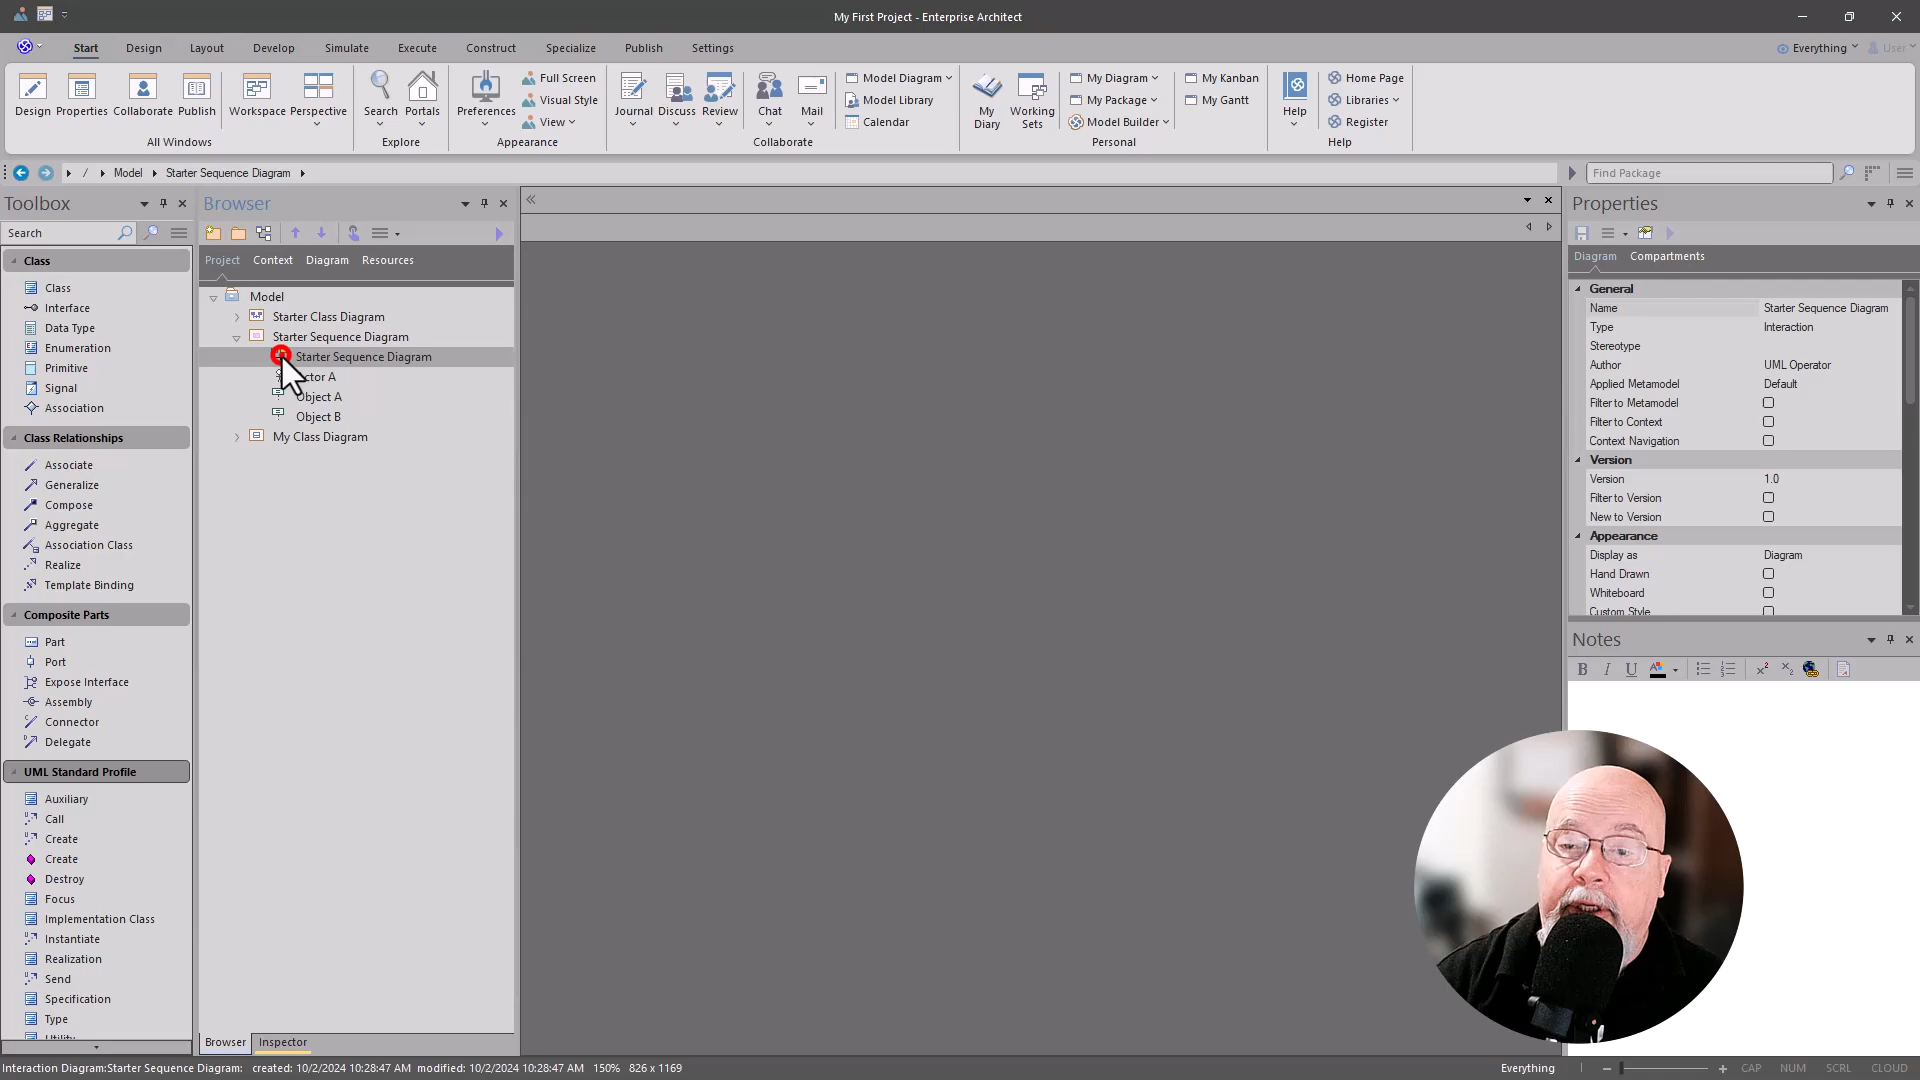 My First Project - Enterprise Architect
Start Design Layout Develop Simulate Execute Construct Specialize Publish Settings
Everything User
Design Properties Collaborate Publish
All Windows
Workspace Perspective
Search Portals
Explore
Preferences
Full Screen
Visual Style
View
Appearance
Journal Discuss Review
Chat Mail
Model Diagram
Model Library
Calendar
Collaborate
My Diary
Working Sets
My Diagram
My Package
Model Builder
My Kanban
My Gantt
Personal
Help
Home Page
Libraries
Register
Help
/ Model Starter Sequence Diagram
Find Package
Toolbox
Search
Class
Class
Interface
Data Type
Enumeration
Primitive
Signal
Association
Class Relationships
Associate
Generalize
Compose
Aggregate
Association Class
Realize
Template Binding
Composite Parts
Part
Port
Expose Interface
Assembly
Connector
Delegate
UML Standard Profile
Auxiliary
Call
Create
Create
Destroy
Focus
Implementation Class
Instantiate
Realization
Send
Specification
Type
Utility
Browser
Project Context Diagram Resources
Model
Starter Class Diagram
Starter Sequence Diagram
Starter Sequence Diagram
ctor A
Object A
Object B
My Class Diagram
Browser Inspector
Properties
Diagram Compartments
General
Name Starter Sequence Diagram
Type Interaction
Stereotype
Author UML Operator
Applied Metamodel Default
Filter to Metamodel
Filter to Context
Context Navigation
Version
Version 1.0
Filter to Version
New to Version
Appearance
Display as Diagram
Hand Drawn
Whiteboard
Custom Style
Notes
B I U A
Interaction Diagram:Starter Sequence Diagram: created: 10/2/2024 10:28:47 AM modified: 10/2/2024 10:28:47 AM 150% 826 x 1169
Everything CAP NUM SCRL CLOUD